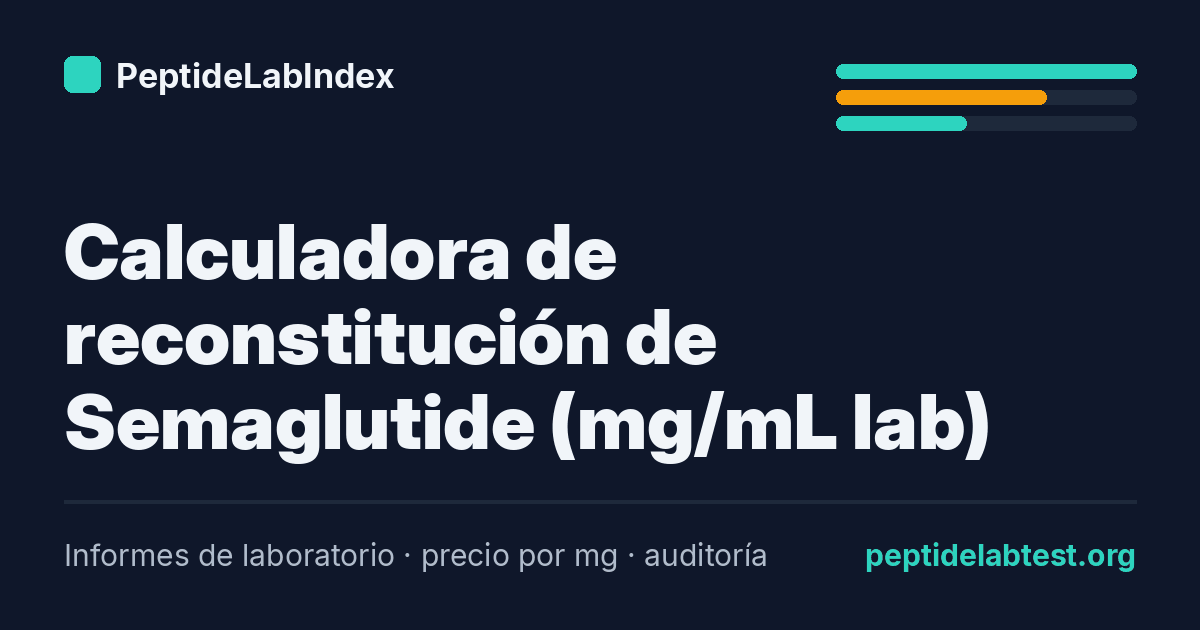 PeptideLabIndex
Calculadora de
reconstitución de
Semaglutide (mg/mL lab)
Informes de laboratorio · precio por mg · auditoría
peptidelabtest.org